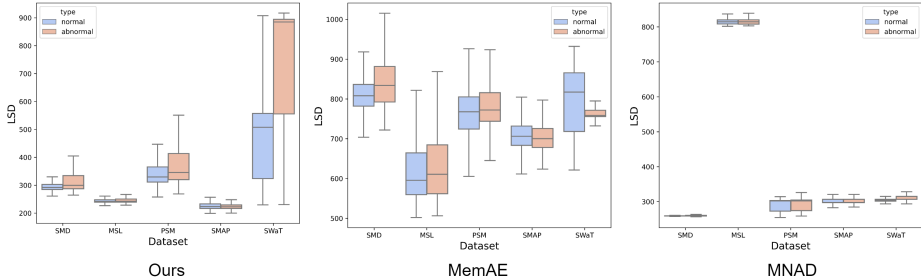 type
normal
abnormal
900
800
700
600
500
400
300
200
LSD
SMD MSL PSM SMAP SWaT
Dataset
Ours
type
normal
abnormal
1000
900
800
700
600
500
LSD
SMD MSL PSM SMAP SWaT
Dataset
MemAE
type
normal
abnormal
800
700
600
500
400
300
LSD
SMD MSL PSM SMAP SWaT
Dataset
MNAD